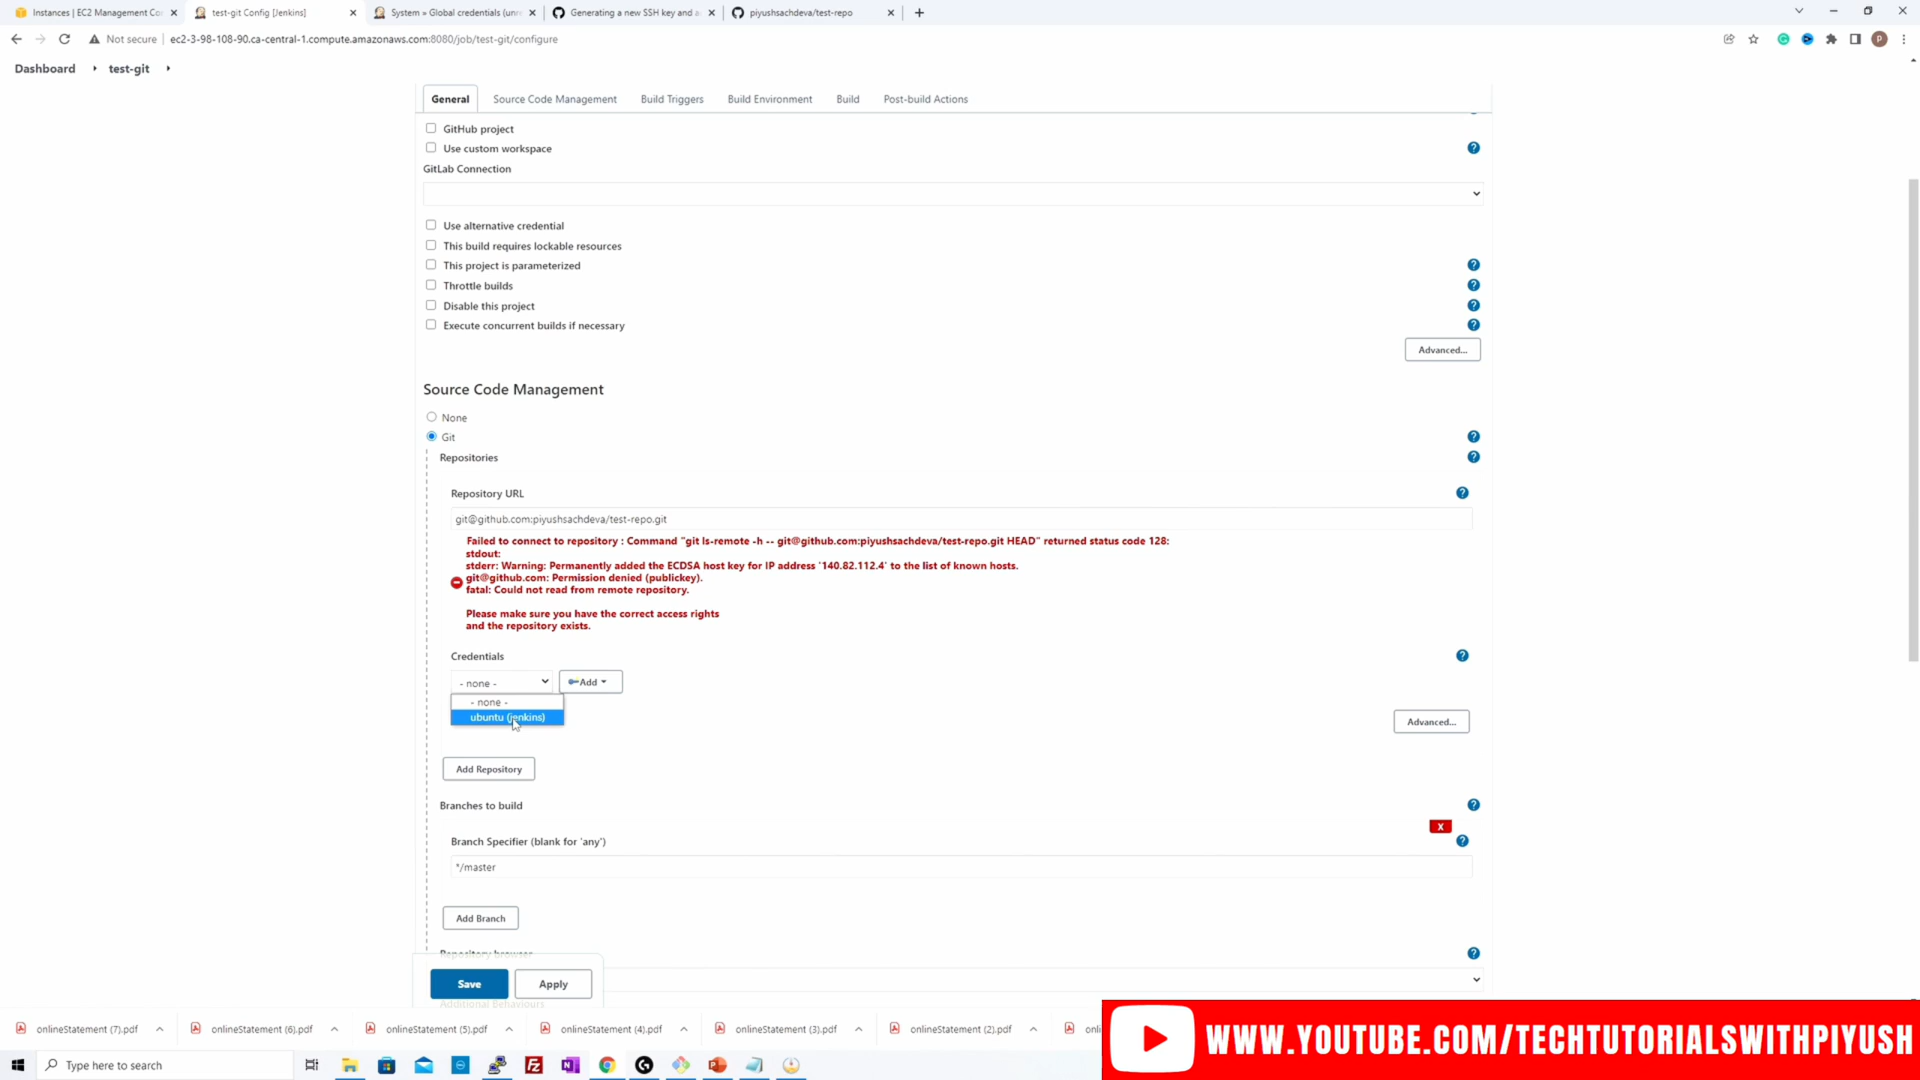 Instances | EC2 Management Co
test-git Config [Jenkins]
System » Global credentials (unre
Generating a new SSH key and a
piyushsachdeva/test-repo
Not secure
ec2-3-98-108-90.ca-central-1.compute.amazonaws.com:8080/job/test-git/configure
P
Dashboard
test-git
General
Source Code Management
Build Triggers
Build Environment
Build
Post-build Actions
GitHub project
Use custom workspace
GitLab Connection
Use alternative credential
This build requires lockable resources
This project is parameterized
Throttle builds
Disable this project
Execute concurrent builds if necessary
Advanced...
Source Code Management
None
Git
Repositories
Repository URL
git@github.com:piyushsachdeva/test-repo.git
Failed to connect to repository : Command "git ls-remote -h -- git@github.com:piyushsachdeva/test-repo.git HEAD" returned status code 128:
stdout:
stderr: Warning: Permanently added the ECDSA host key for IP address '140.82.112.4' to the list of known hosts.
git@github.com: Permission denied (publickey).
fatal: Could not read from remote repository.
Please make sure you have the correct access rights
and the repository exists.
Credentials
- none -
Add
- none -
ubuntu (jenkins)
Advanced...
Add Repository
Branches to build
X
Branch Specifier (blank for 'any')
*/master
Add Branch
Repository browser
Save
Apply
Additional Behaviours
onlineStatement (7).pdf
onlineStatement (6).pdf
onlineStatement (5).pdf
onlineStatement (4).pdf
onlineStatement (3).pdf
onlineStatement (2).pdf
onli
Type here to search
WWW.YOUTUBE.COM/TECHTUTORIALSWITHPIYUSH